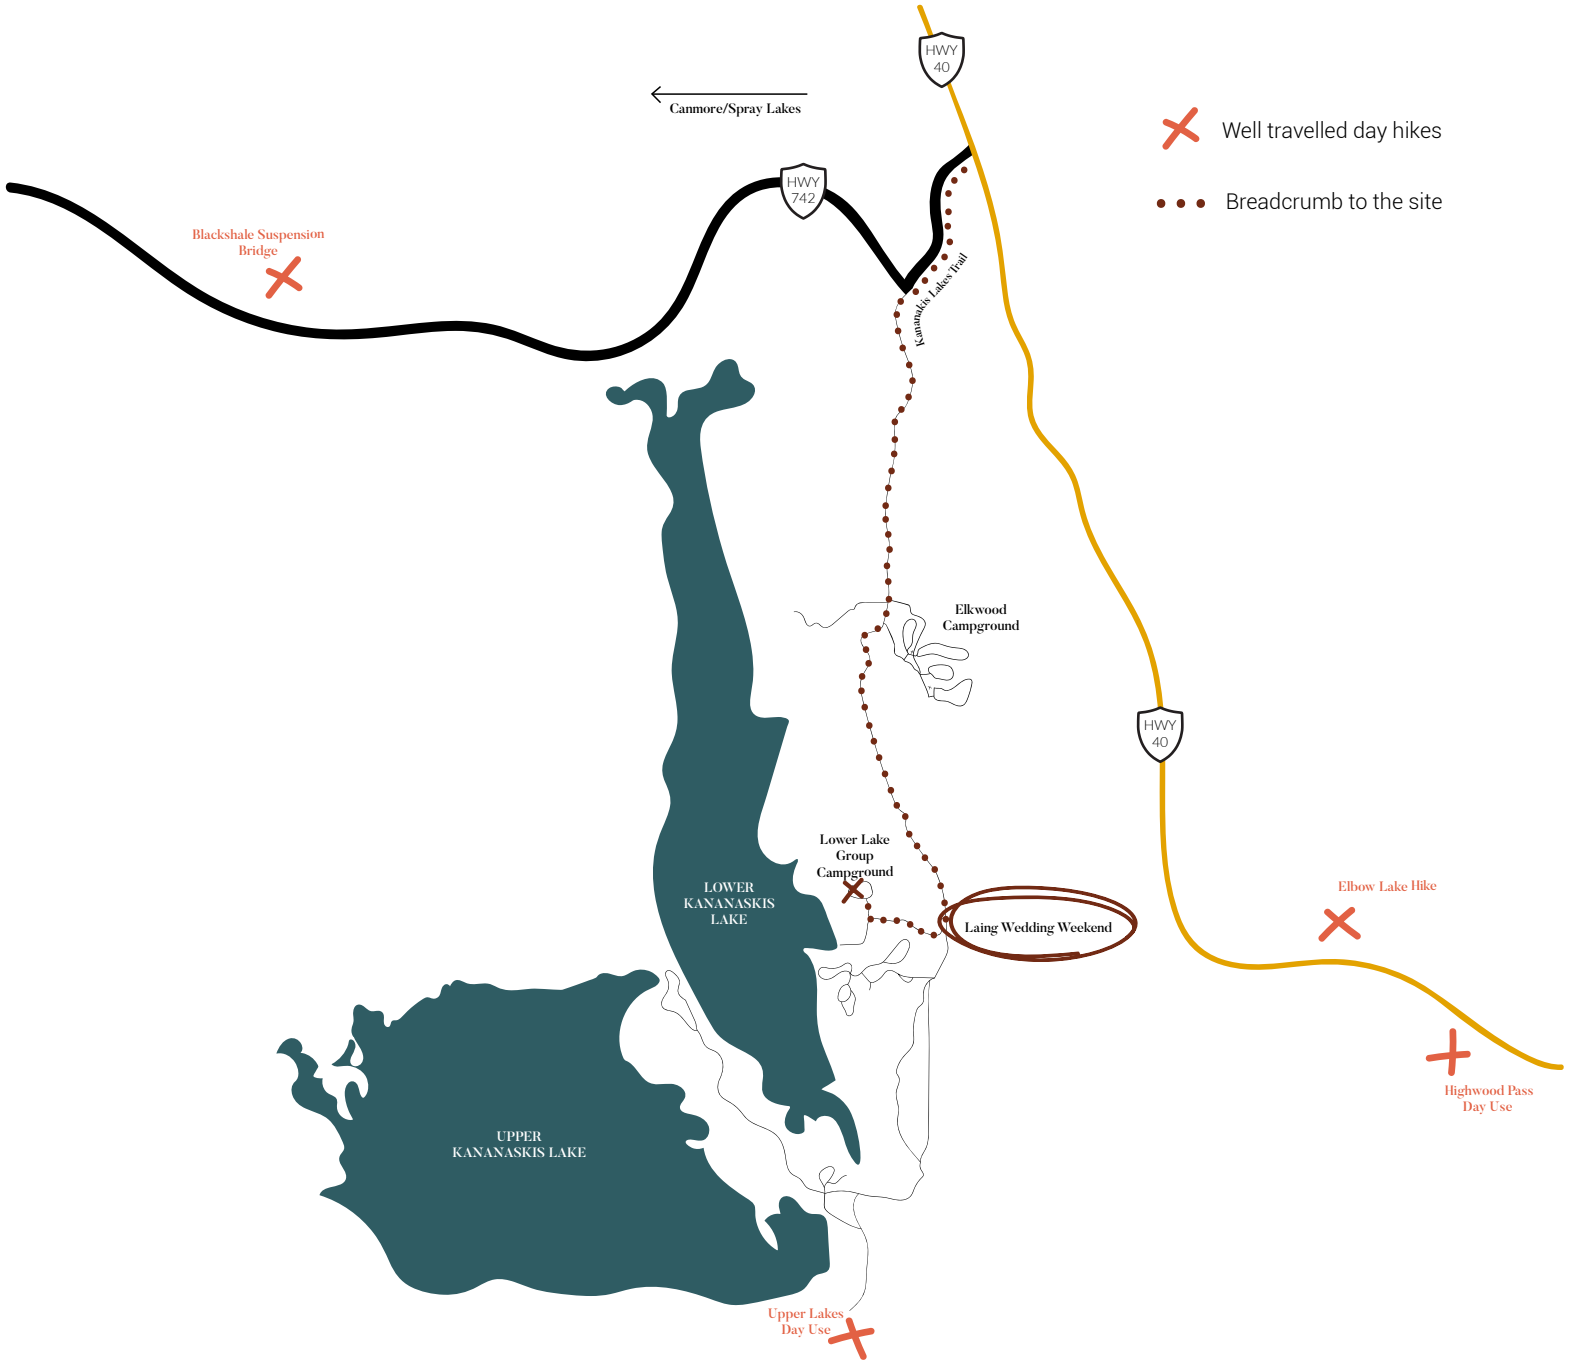 HWY
40
Canmore/Spray Lakes
Well travelled day hikes
HWY
742
Breadcrumb to the site
Blackshale Suspension
Bridge
Kananakis Lakes Trail
Elkwood
Campground
HWY
40
Lower Lake
Group
Campground
LOWER
KANANASKIS
LAKE
Elbow Lake Hike
Laing Wedding Weekend
Highwood Pass
Day Use
UPPER
KANANASKIS LAKE
Upper Lakes
Day Use